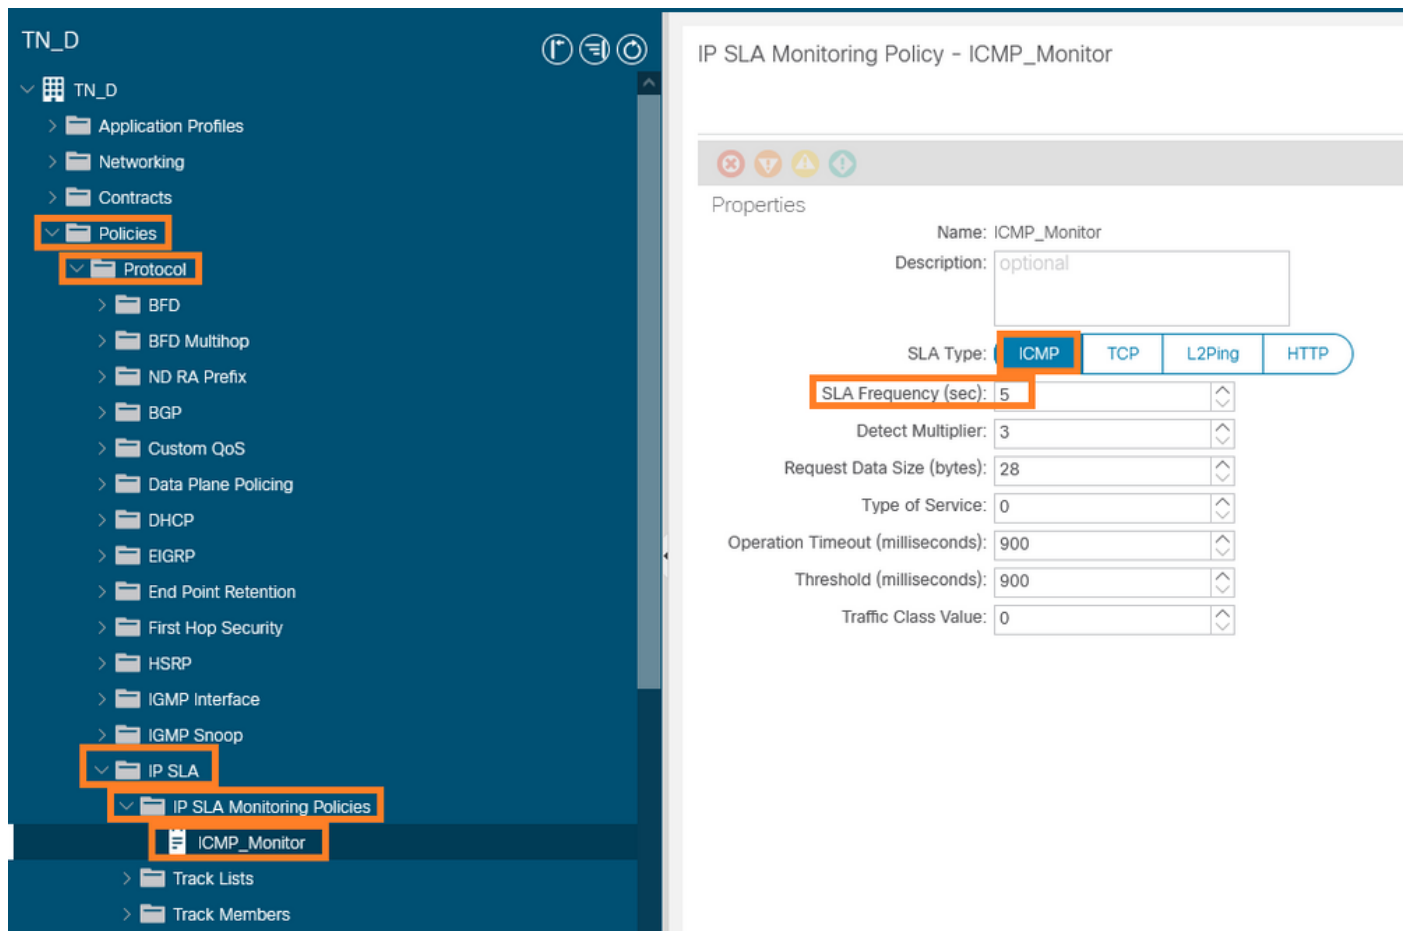 TN_D
TN_D
Application Profiles
Networking
Contracts
Policies
Protocol
BFD
BFD Multihop
ND RA Prefix
BGP
Custom QoS
Data Plane Policing
DHCP
EIGRP
End Point Retention
First Hop Security
HSRP
IGMP Interface
IGMP Snoop
IP SLA
IP SLA Monitoring Policies
ICMP_Monitor
Track Lists
Track Members
IP SLA Monitoring Policy - ICMP_Monitor
Properties
Name: ICMP_Monitor
Description: optional
SLA Type: ICMP TCP L2Ping HTTP
SLA Frequency (sec): 5
Detect Multiplier: 3
Request Data Size (bytes): 28
Type of Service: 0
Operation Timeout (milliseconds): 900
Threshold (milliseconds): 900
Traffic Class Value: 0